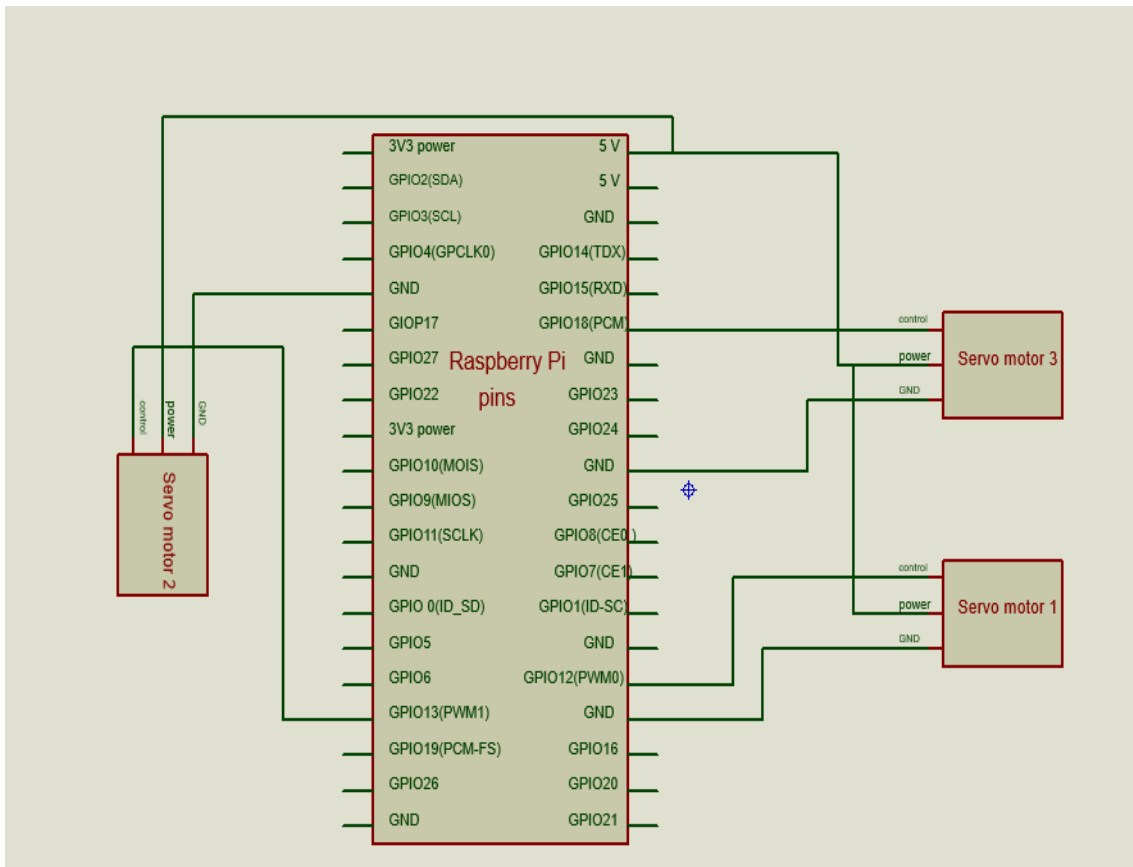 3V3 power
GPIO2(SDA)
GPIO3(SCL)
GPIO4(GPCLK0)
GND
GIOP17
GPIO27
GPIO22
3V3 power
GPIO10(MOIS)
GPIO9(MIOS)
GPIO11(SCLK)
GND
GPIO 0(ID_SD)
GPIO5
GPIO6
GPIO13(PWM1)
GPIO19(PCM-FS)
GPIO26
GND
Raspberry Pi
pins
5 V
5 V
GND
GPIO14(TDX)
GPIO15(RXD)
GPIO18(PCM)
GND
GPIO23
GPIO24
GND
GPIO25
GPIO8(CE0 )
GPIO7(CE1)
GPIO1(ID-SC)
GND
GPIO12(PWM0)
GND
GPIO16
GPIO20
GPIO21
control
power
GND
Servo motor 2
control
power
GND
Servo motor 3
control
power
GND
Servo motor 1